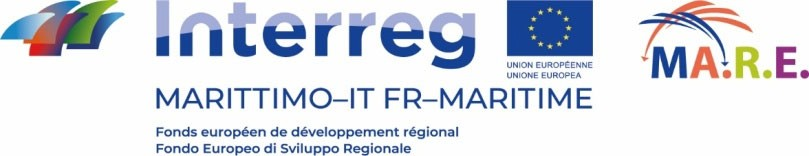 Interreg
UNION EUROPÉENNE
UNIONE EUROPEA
MA.R.E.
MARITTIMO–IT FR–MARITIME
Fonds européen de développement régional
Fondo Europeo di Sviluppo Regionale